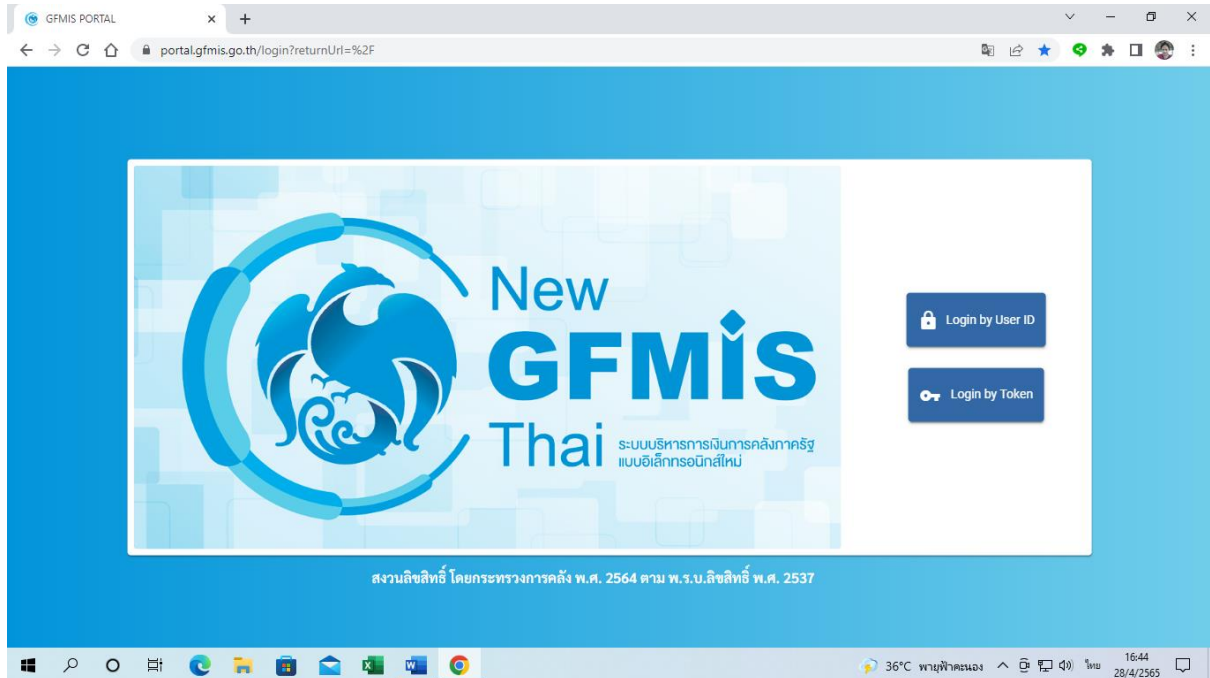 GFMIS PORTAL
portal.gfmis.go.th/login?returnUrl=%2F
New
GFMIS
Thai
ระบบบริหารการเงินการคลังภาครัฐ
แบบอิเล็กทรอนิกส์ใหม่
Login by User ID
Login by Token
สงวนลิขสิทธิ์ โดยกระทรวงการคลัง พ.ศ. 2564 ตาม พ.ร.บ.ลิขสิทธิ์ พ.ศ. 2537
36°C พายุฟ้าคะนอง
ไทย
16:44
28/4/2565